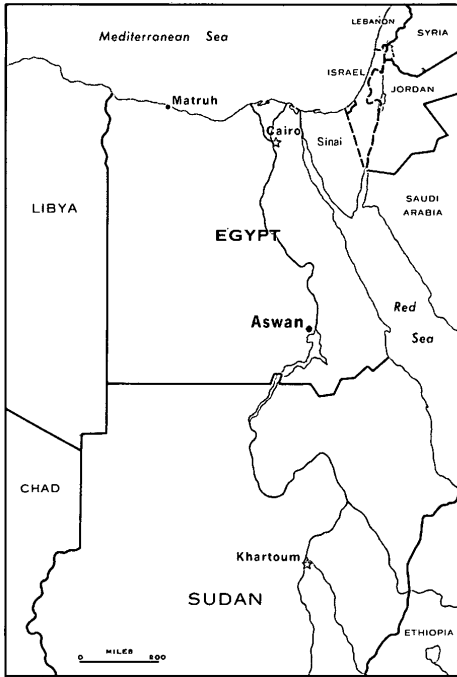 LEBANON
Mediterranean Sea
SYRIA
ISRAEL
JORDAN
Matruh
Cairo
Sinai
LIBYA
SAUDI
ARABIA
EGYPT
Red
Sea
Aswan
CHAD
Khartoum
SUDAN
ETHIOPIA
MILES
0